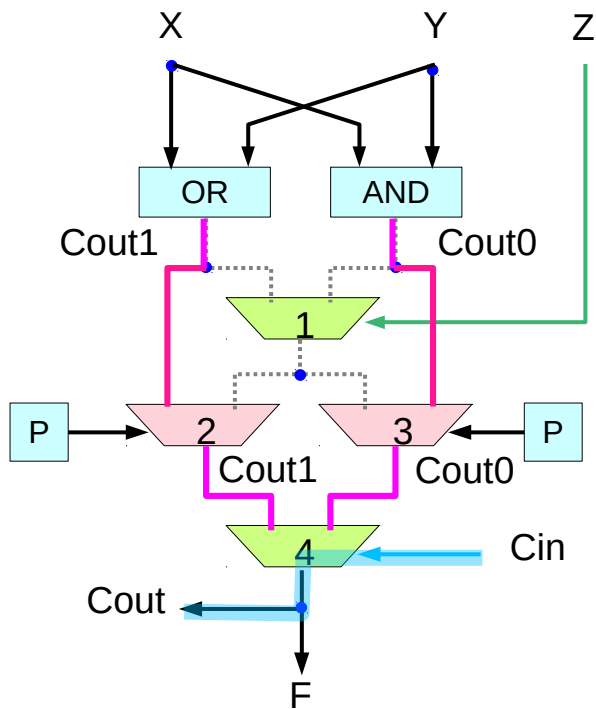 X Y Z
OR AND
Cout1 Cout0
1
P 2 3 P
Cout1 Cout0
4 Cin
Cout
F